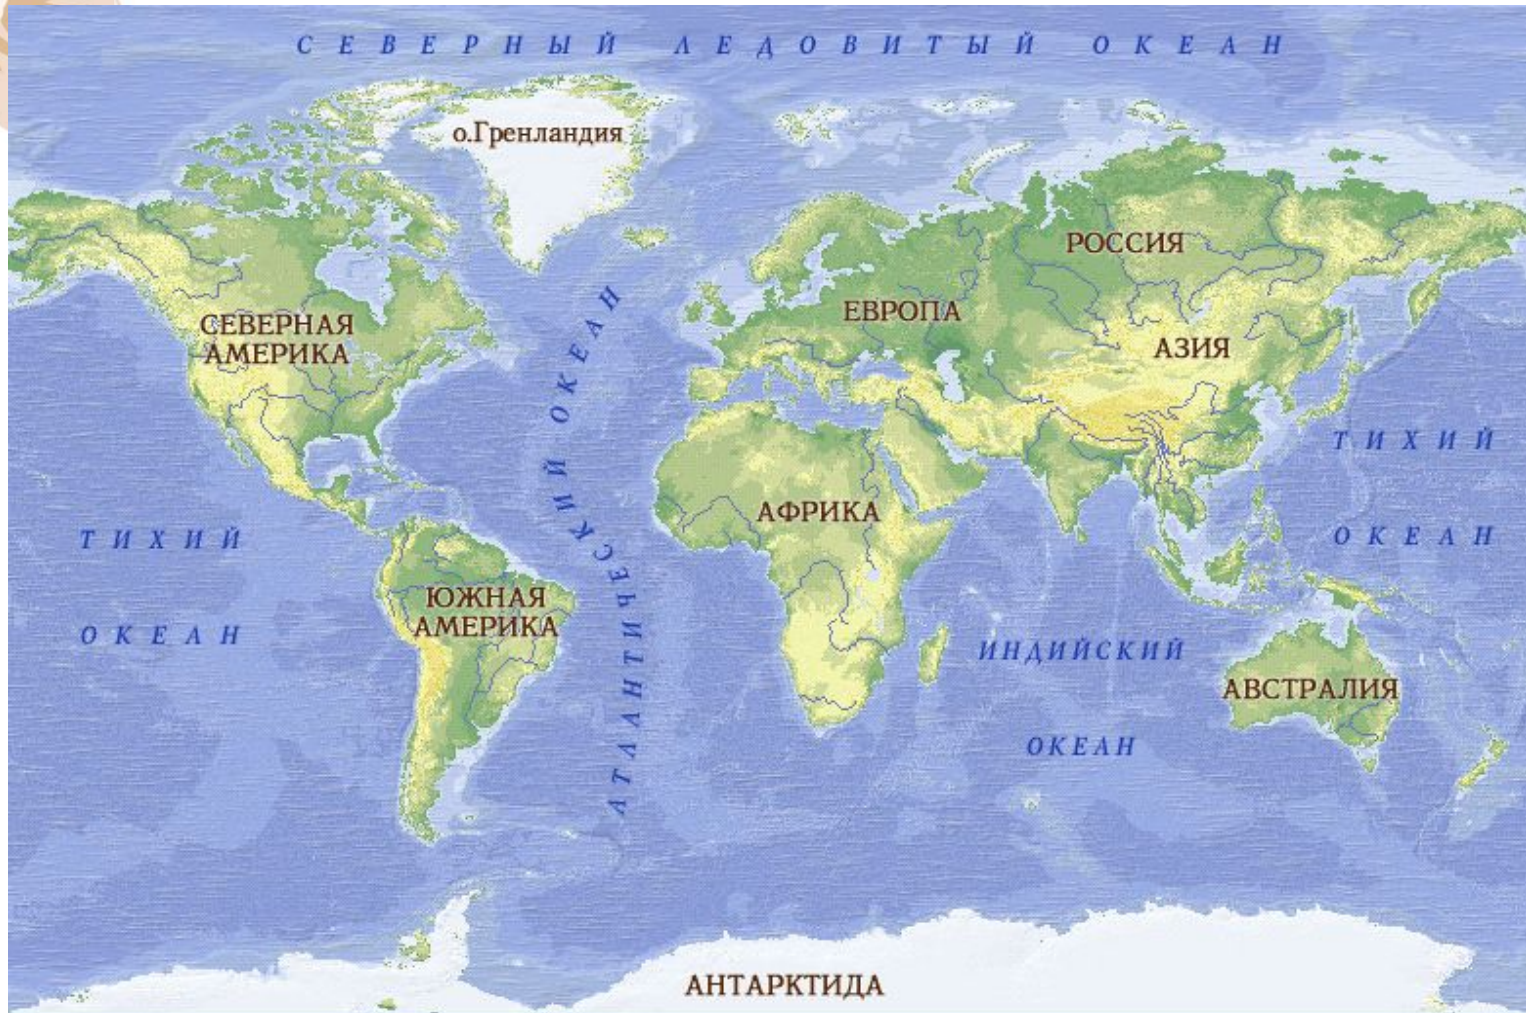 СЕВЕРНЫЙ ЛЕДОВИТЫЙ ОКЕАН
о.Гренландия
РОССИЯ
ЕВРОПА
СЕВЕРНАЯ
АМЕРИКА
АЗИЯ
АТЛАНТИЧЕСКИЙ ОКЕАН
ТИХИЙ
ОКЕАН
АФРИКА
ТИХИЙ
ОКЕАН
ЮЖНАЯ
АМЕРИКА
ИНДИЙСКИЙ
ОКЕАН
АВСТРАЛИЯ
АНТАРКТИДА